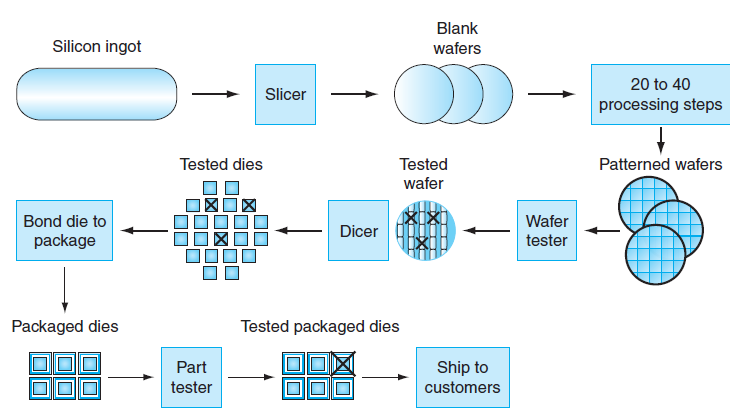 Silicon ingot
Slicer
Blank
wafers
20 to 40
processing steps
Patterned wafers
Wafer
tester
Tested
wafer
Dicer
Tested dies
Bond die to
package
Packaged dies
Part
tester
Tested packaged dies
Ship to
customers